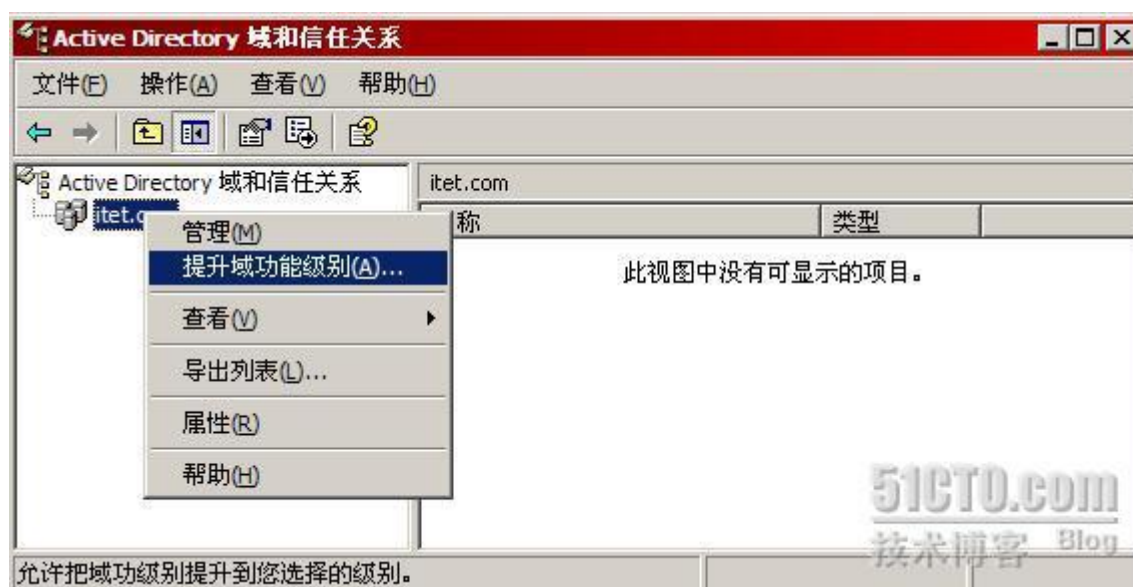 Active Directory 域和信任关系
文件(F) 操作(A) 查看(V) 帮助(H)
Active Directory 域和信任关系
itet.com
itet.c
称 类型
管理(M)
提升域功能级别(A)...
此视图中没有可显示的项目。
查看(V)
导出列表(L)...
属性(R)
帮助(H)
51CTO.com
技术博客 Blog
允许把域功能级别提升到您选择的级别。